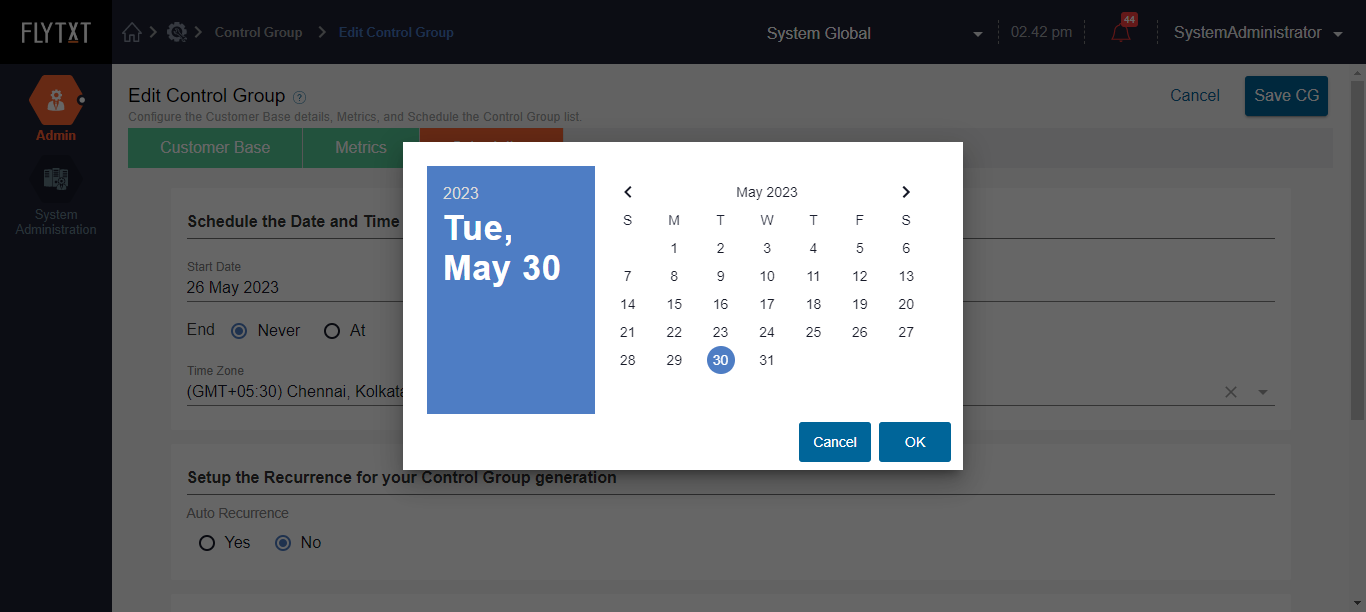 FLYTXT
Control Group
Edit Control Group
System Global
02.42 pm
44
SystemAdministrator
Admin
System
Administration
Edit Control Group ?
Configure the Customer Base details, Metrics, and Schedule the Control Group list.
Cancel
Save CG
Customer Base
Metrics
Schedule the Date and Time
Start Date
26 May 2023
End
Never
At
Time Zone
(GMT+05:30) Chennai, Kolkata
2023
Tue,
May 30
May 2023
S M T W T F S
1 2 3 4 5 6
7 8 9 10 11 12 13
14 15 16 17 18 19 20
21 22 23 24 25 26 27
28 29 30 31
Cancel
OK
Setup the Recurrence for your Control Group generation
Auto Recurrence
Yes
No